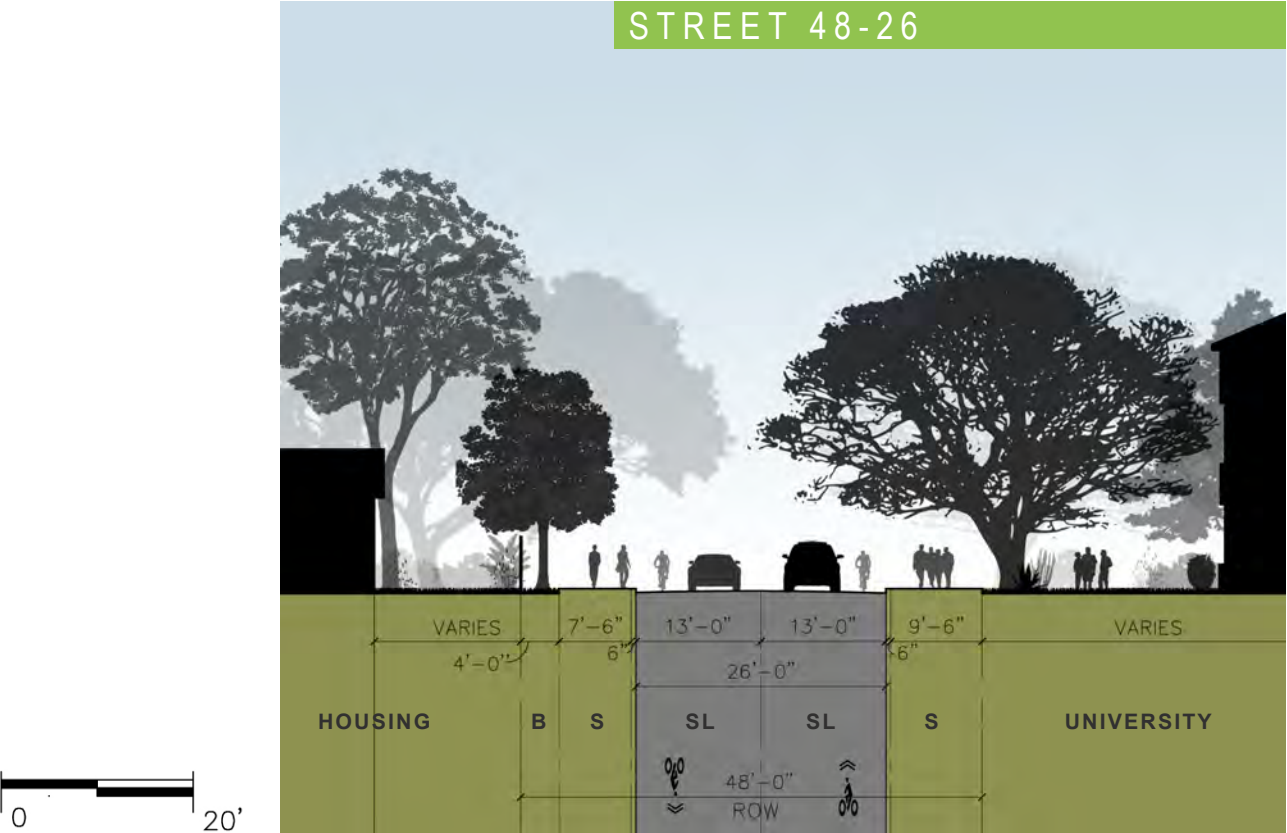 STREET 48-26
VARIES 7'-6" 13'-0" 13'-0" 9'-6" VARIES
4'-0" 6" 6"
26'-0"
HOUSING B S SL SL S UNIVERSITY
48'-0"
ROW
0 20'